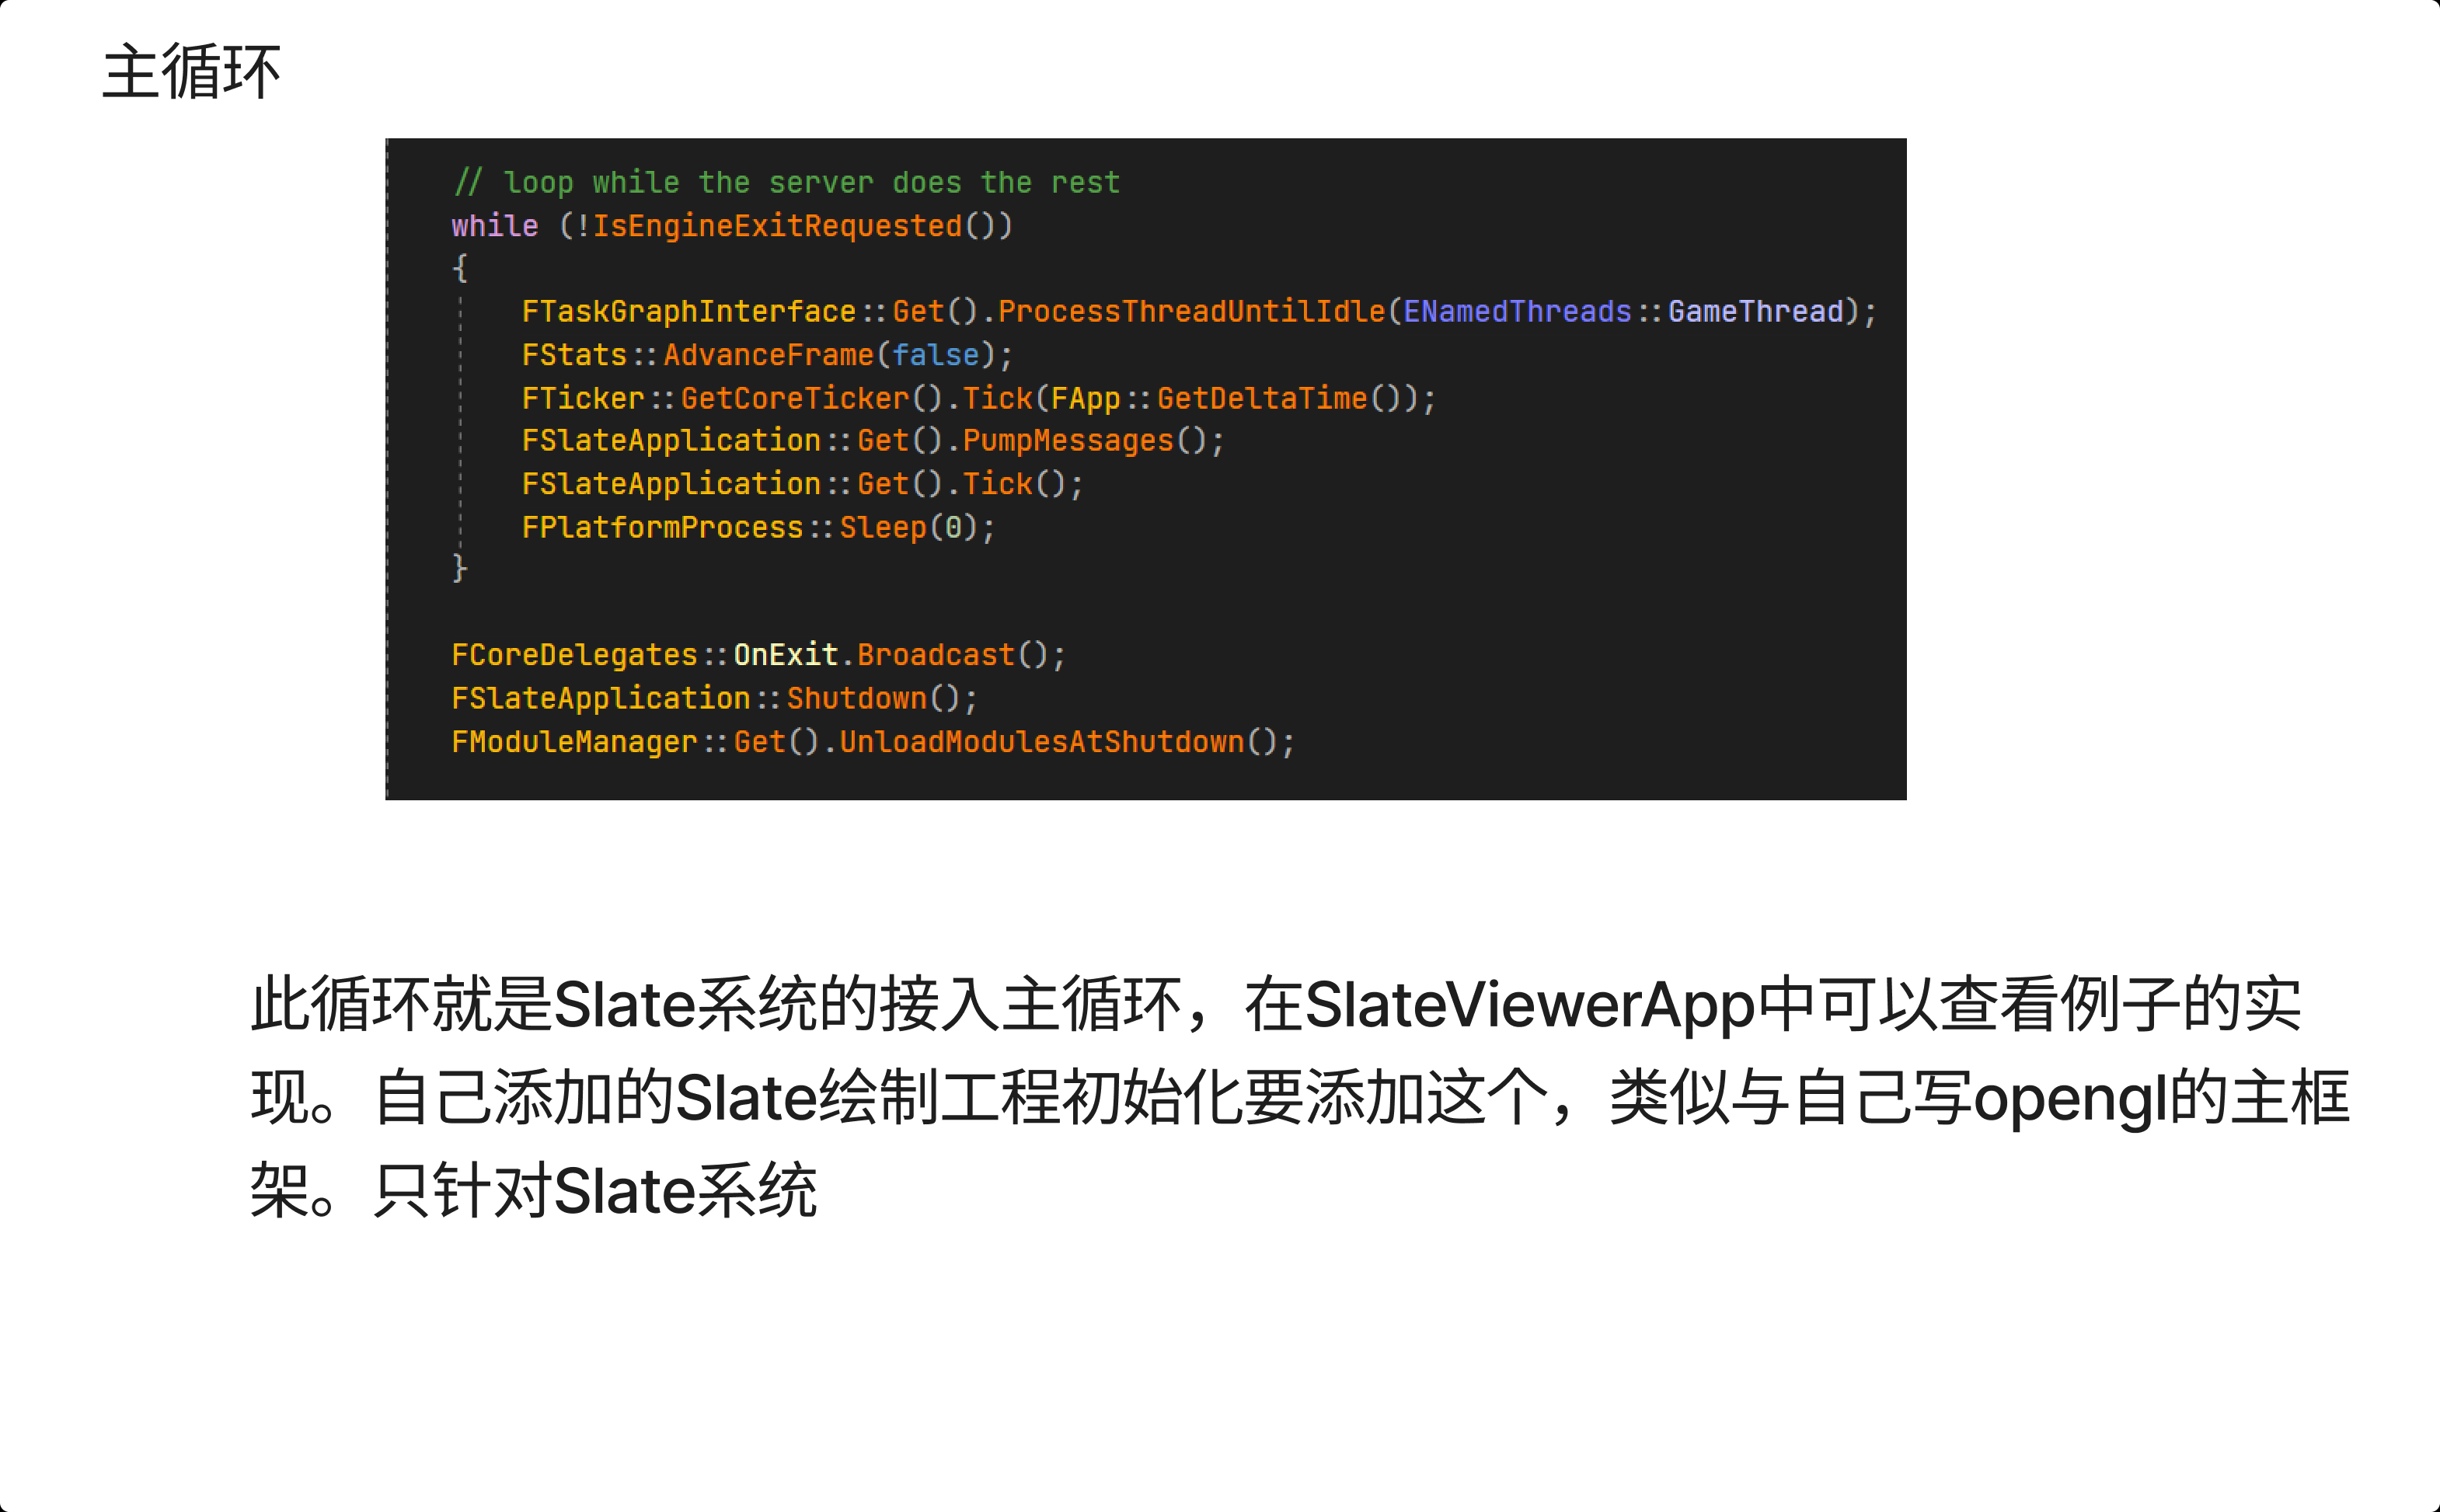 主循环
// loop while the server does the rest
while (!IsEngineExitRequested())
{
    FTaskGraphInterface::Get().ProcessThreadUntilIdle(ENamedThreads::GameThread);
    FStats::AdvanceFrame(false);
    FTicker::GetCoreTicker().Tick(FApp::GetDeltaTime());
    FSlateApplication::Get().PumpMessages();
    FSlateApplication::Get().Tick();
    FPlatformProcess::Sleep(0);
}
FCoreDelegates::OnExit.Broadcast();
FSlateApplication::Shutdown();
FModuleManager::Get().UnloadModulesAtShutdown();
此循环就是Slate系统的接入主循环，在SlateViewerApp中可以查看例子的实
现。自己添加的Slate绘制工程初始化要添加这个，类似与自己写opengl的主框
架。只针对Slate系统